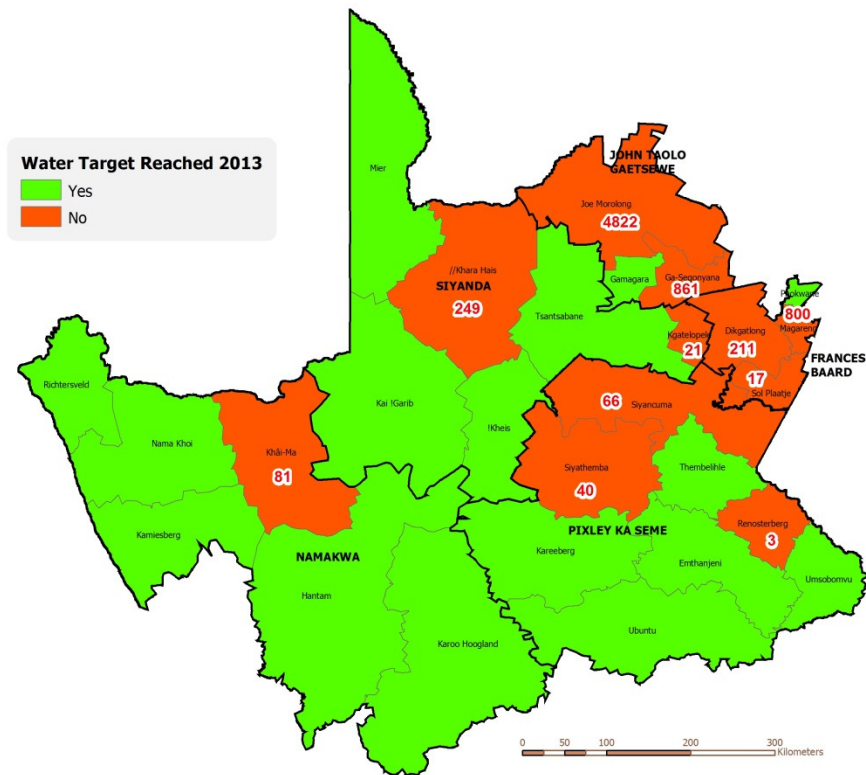 Water Target Reached 2013
Yes
No
Mier
JOHN TAOLO
GAETSEWE
Joe Morolong
4822
//Khara Hais
SIYANDA
249
Gamagara
Ga-Segonyana
861
Tsantsabane
Phokwane
800
Magareng
Kgatelopele
21
Dikgatlong
211
FRANCES
BAARD
17
Sol Plaatje
Richtersveld
Kai !Garib
66
Siyancuma
!Kheis
Nama Khoi
Khâi-Ma
81
Siyathemba
40
Thembelihle
Renosterberg
3
Kamiesberg
NAMAKWA
Hantam
PIXLEY KA SEME
Kareeberg
Emthanjeni
Umsobomvu
Karoo Hoogland
Ubuntu
0 50 100 200 300
Kilometers